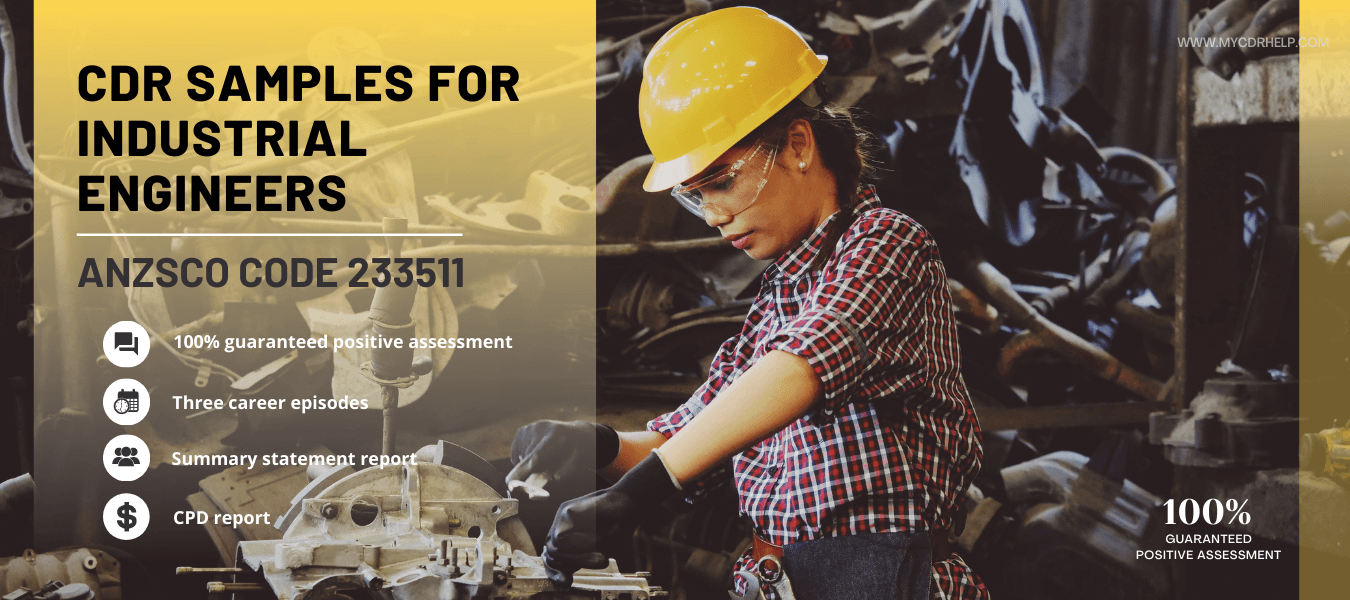 WWW.MYCDRHELP.COM
CDR SAMPLES FOR
INDUSTRIAL
ENGINEERS
ANZSCO CODE 233511
100% guaranteed positive assessment
Three career episodes
Summary statement report
CPD report
100%
GUARANTEED
POSITIVE ASSESSMENT